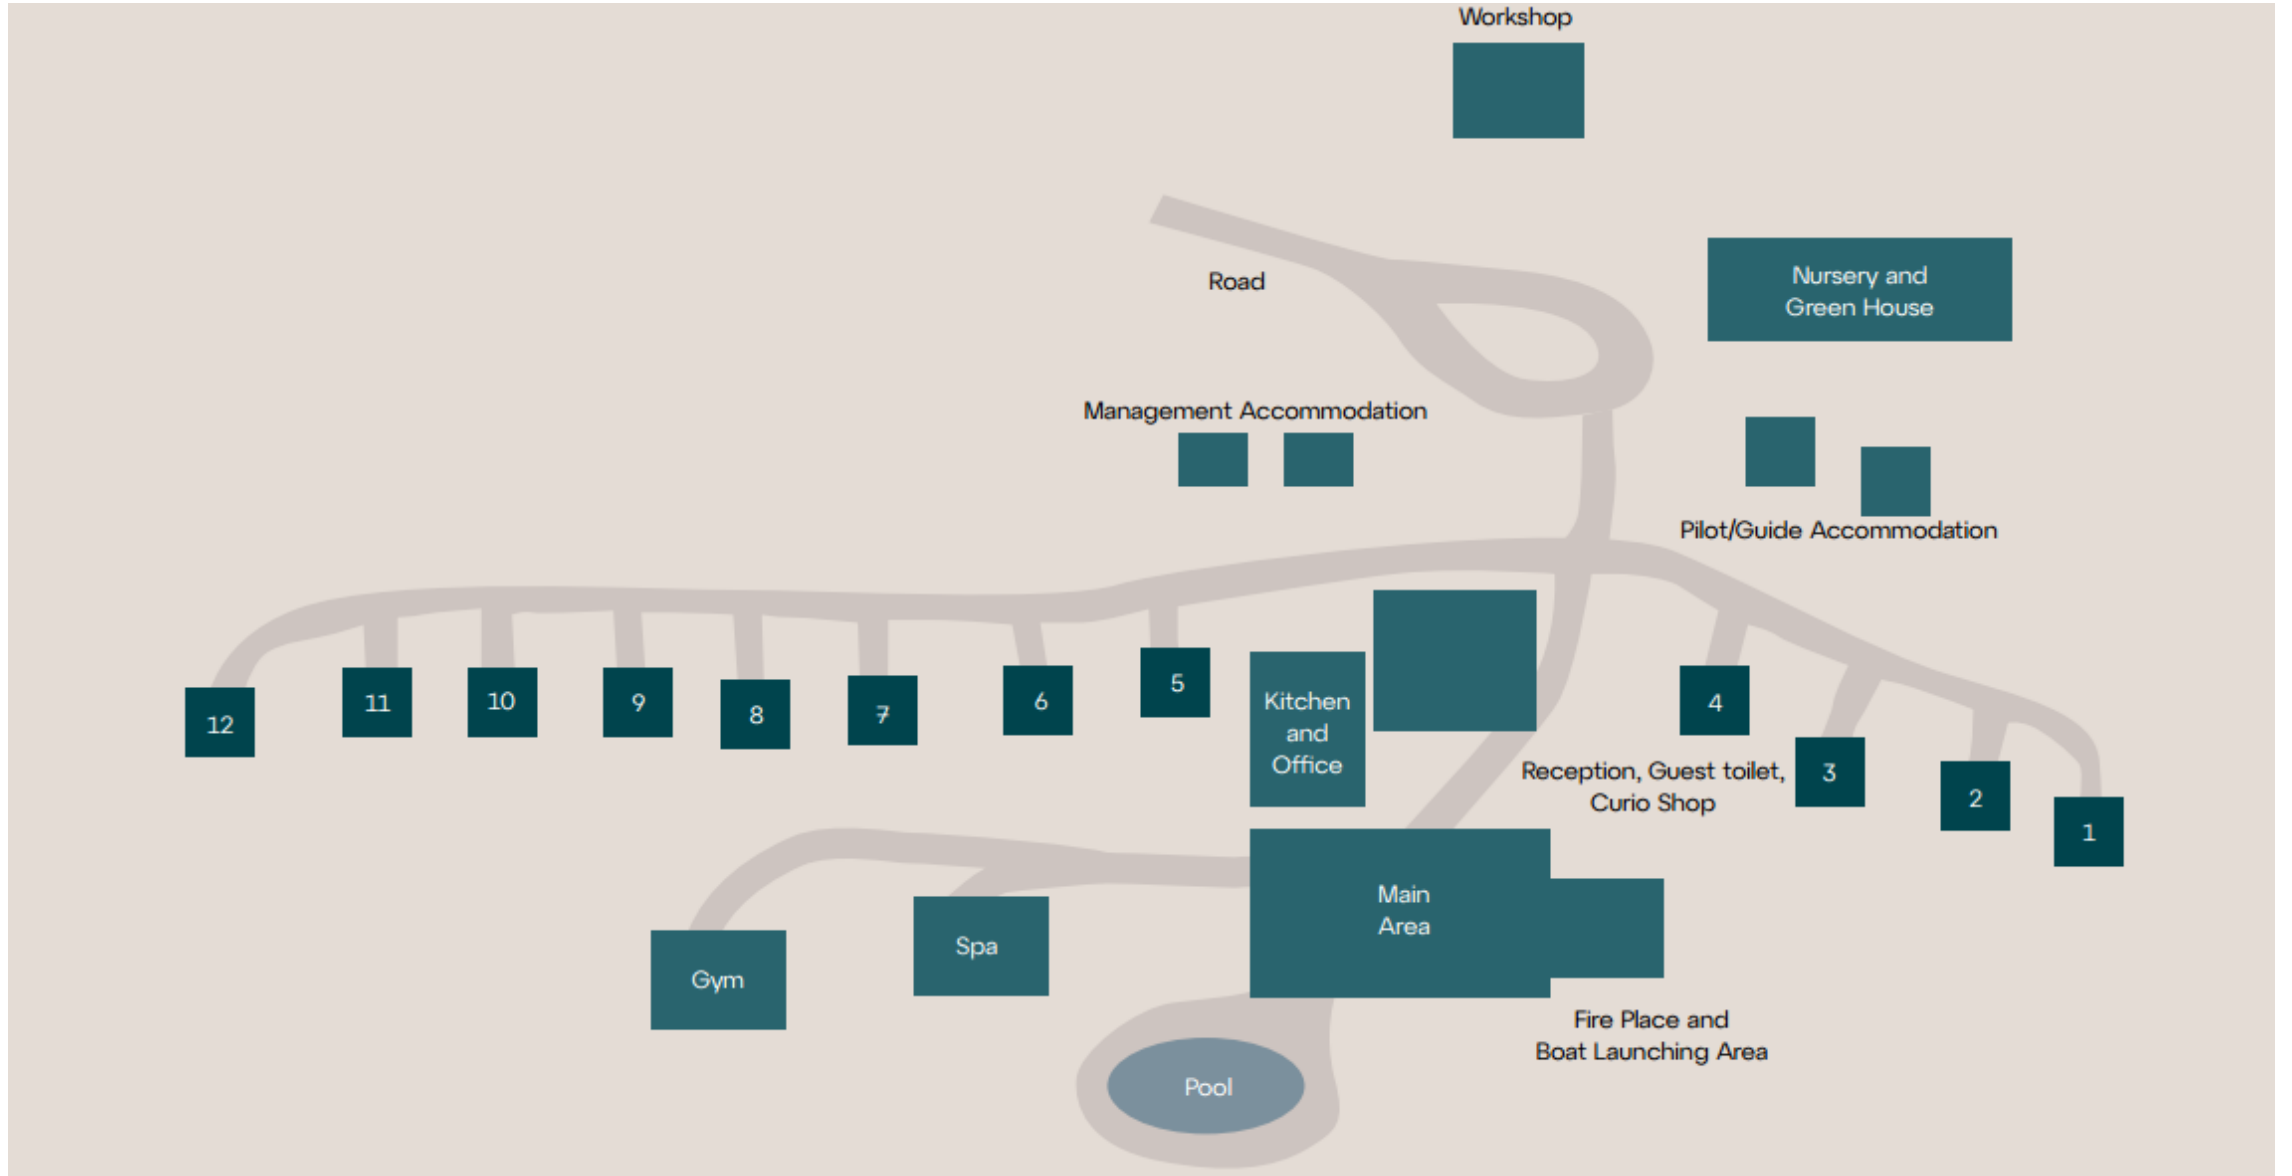 Workshop
Nursery and
Green House
Road
Management Accommodation
Pilot/Guide Accommodation
12
11
10
9
8
7
6
5
Kitchen
and
Office
4
Reception, Guest toilet,
Curio Shop
3
2
1
Main
Area
Spa
Gym
Fire Place and
Boat Launching Area
Pool